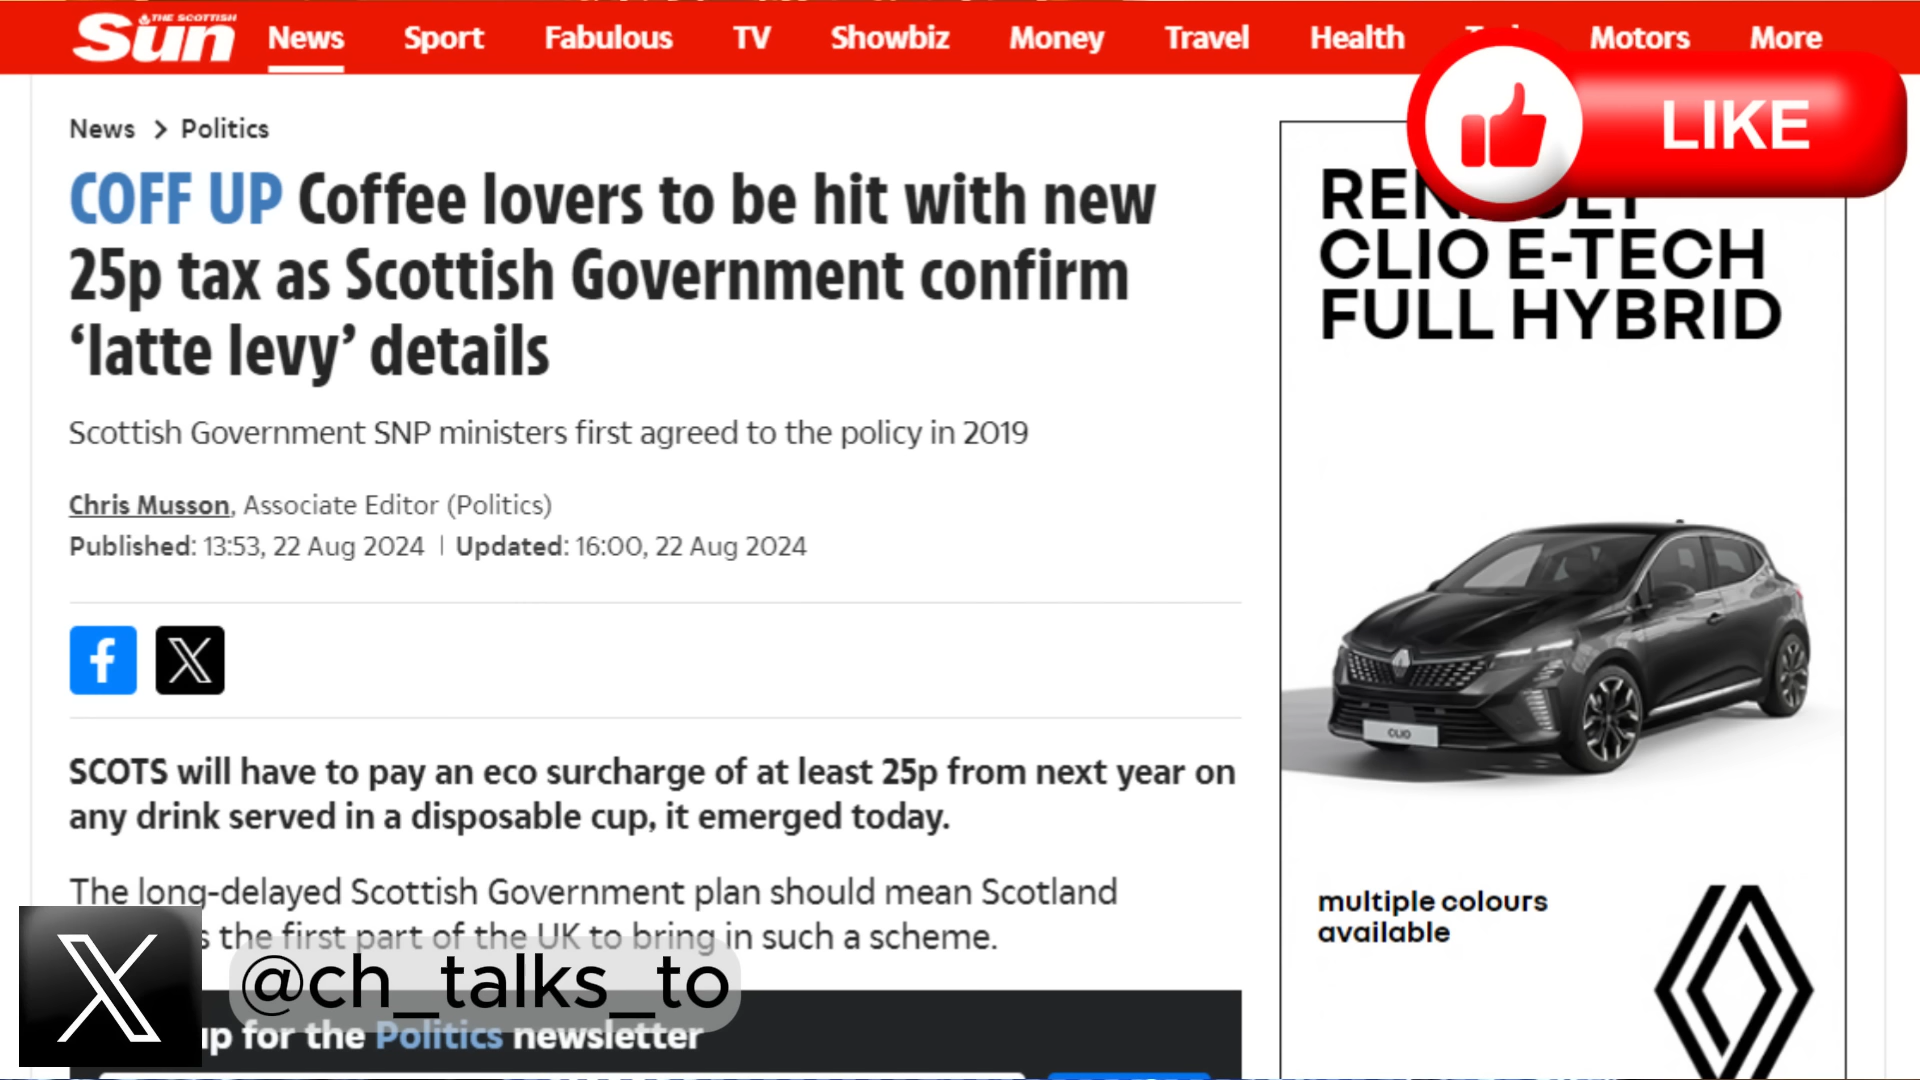 THE SCOTTISH
Sun
News Sport Fabulous TV Showbiz Money Travel Health Motors More
LIKE
News > Politics
COFF UP Coffee lovers to be hit with new
25p tax as Scottish Government confirm
‘latte levy’ details
Scottish Government SNP ministers first agreed to the policy in 2019
Chris Musson, Associate Editor (Politics)
Published: 13:53, 22 Aug 2024 | Updated: 16:00, 22 Aug 2024
SCOTS will have to pay an eco surcharge of at least 25p from next year on
any drink served in a disposable cup, it emerged today.
The long-delayed Scottish Government plan should mean Scotland
the first part of the UK to bring in such a scheme.
@ch_talks_to
up for the Politics newsletter
CLIO E-TECH
FULL HYBRID
CLIO
multiple colours
available